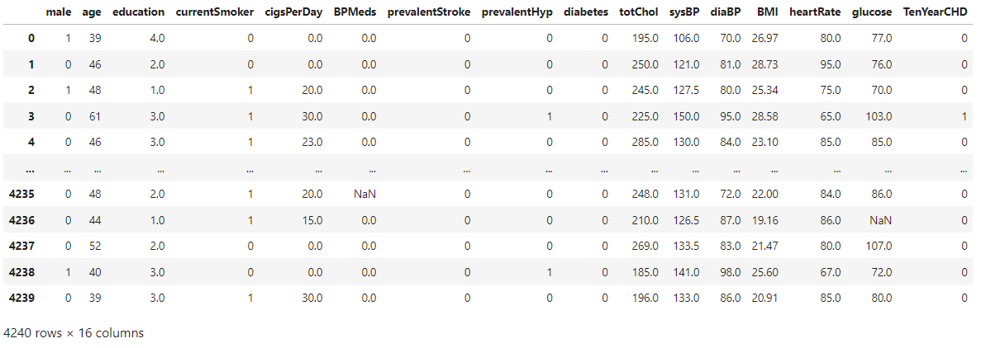 male age education currentSmoker cigsPerDay BPMeds prevalentStroke prevalentHyp diabetes totChol sysBP diaBP BMI heartRate glucose TenYearCHD
0 1 39 4.0 0 0.0 0.0 0 0 0 195.0 106.0 70.0 26.97 80.0 77.0 0
1 0 46 2.0 0 0.0 0.0 0 0 0 250.0 121.0 81.0 28.73 95.0 76.0 0
2 1 48 1.0 1 20.0 0.0 0 0 0 245.0 127.5 80.0 25.34 75.0 70.0 0
3 0 61 3.0 1 30.0 0.0 0 1 0 225.0 150.0 95.0 28.58 65.0 103.0 1
4 0 46 3.0 1 23.0 0.0 0 0 0 285.0 130.0 84.0 23.10 85.0 85.0 0
... ... ... ... ... ... ... ... ... ... ... ... ... ... ... ... ...
4235 0 48 2.0 1 20.0 NaN 0 0 0 248.0 131.0 72.0 22.00 84.0 86.0 0
4236 0 44 1.0 1 15.0 0.0 0 0 0 210.0 126.5 87.0 19.16 86.0 NaN 0
4237 0 52 2.0 0 0.0 0.0 0 0 0 269.0 133.5 83.0 21.47 80.0 107.0 0
4238 1 40 3.0 0 0.0 0.0 0 1 0 185.0 141.0 98.0 25.60 67.0 72.0 0
4239 0 39 3.0 1 30.0 0.0 0 0 0 196.0 133.0 86.0 20.91 85.0 80.0 0
4240 rows × 16 columns